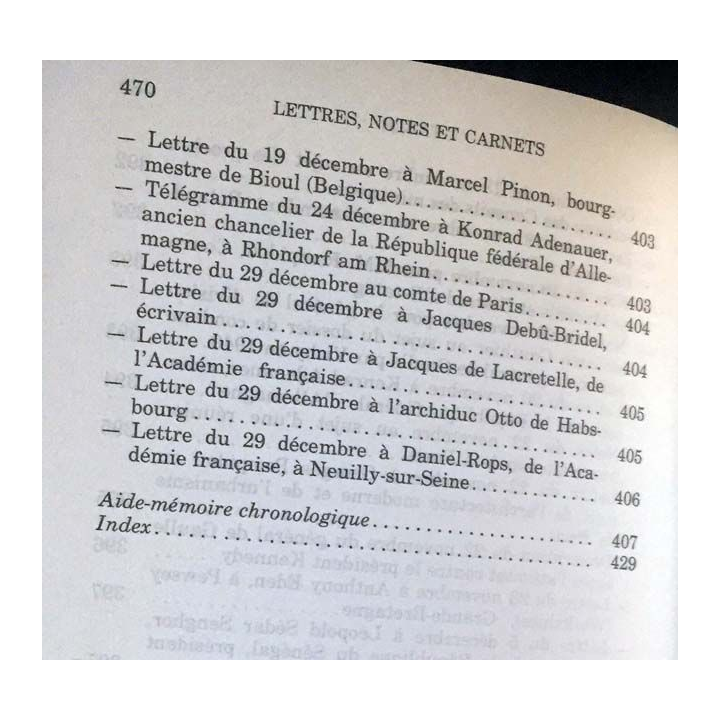 470
LETTRES, NOTES ET CARNETS
— Lettre du 19 décembre à Marcel Pinon, bourg-
mestre de Bioul (Belgique)................ 403
— Télégramme du 24 décembre à Konrad Adenauer,
ancien chancelier de la République fédérale d'Alle-
magne, à Rhondorf am Rhein................ 403
— Lettre du 29 décembre au comte de Paris......... 404
— Lettre du 29 décembre à Jacques Debû-Bridel,
écrivain................................ 404
— Lettre du 29 décembre à Jacques de Lacretelle, de
l'Académie française...................... 405
— Lettre du 29 décembre à l'archiduc Otto de Habs-
bourg.................................. 405
— Lettre du 29 décembre à Daniel-Rops, de l'Aca-
démie française, à Neuilly-sur-Seine............ 406
Aide-mémoire chronologique...................... 407
Index........................................ 429